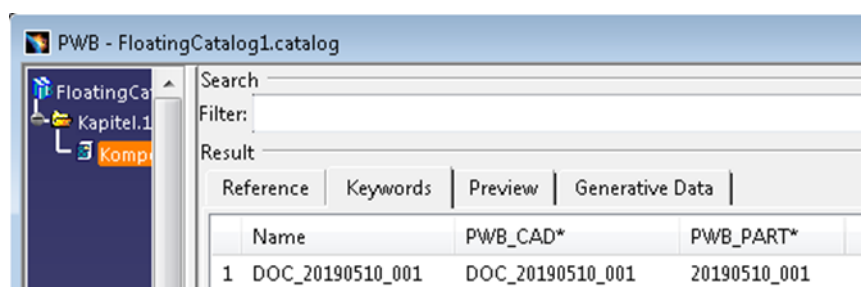 PWB - FloatingCatalog1.catalog
FloatingCa
Kapitel.1
Kompo
Search
Filter:
Result
Reference Keywords Preview Generative Data
Name PWB_CAD* PWB_PART*
1 DOC_20190510_001 DOC_20190510_001 20190510_001